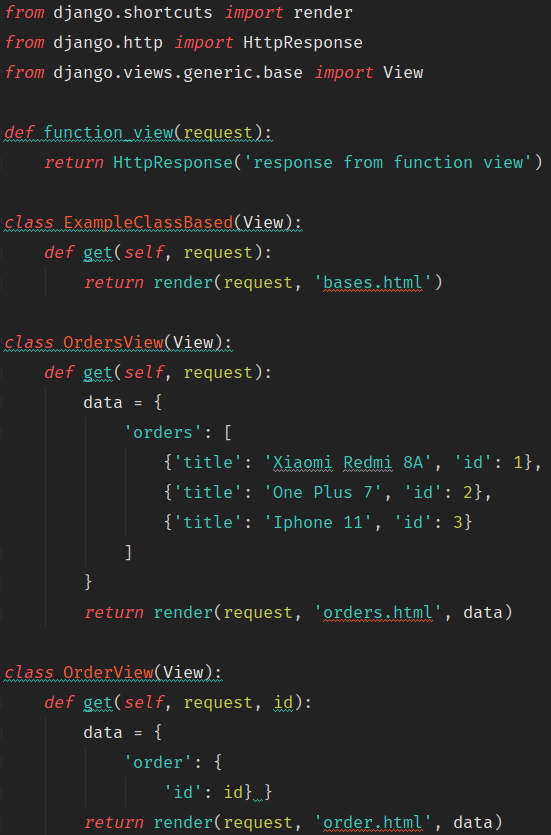 from django.shortcuts import render
from django.http import HttpResponse
from django.views.generic.base import View
def function_view(request):
return HttpResponse('response from function view')
class ExampleClassBased(View):
def get(self, request):
return render(request, 'bases.html')
class OrdersView(View):
def get(self, request):
data = {
'orders': [
{'title': 'Xiaomi Redmi 8A', 'id': 1},
{'title': 'One Plus 7', 'id': 2},
{'title': 'Iphone 11', 'id': 3}
]
}
return render(request, 'orders.html', data)
class OrderView(View):
def get(self, request, id):
data = {
'order': {
'id': id} }
return render(request, 'order.html', data)